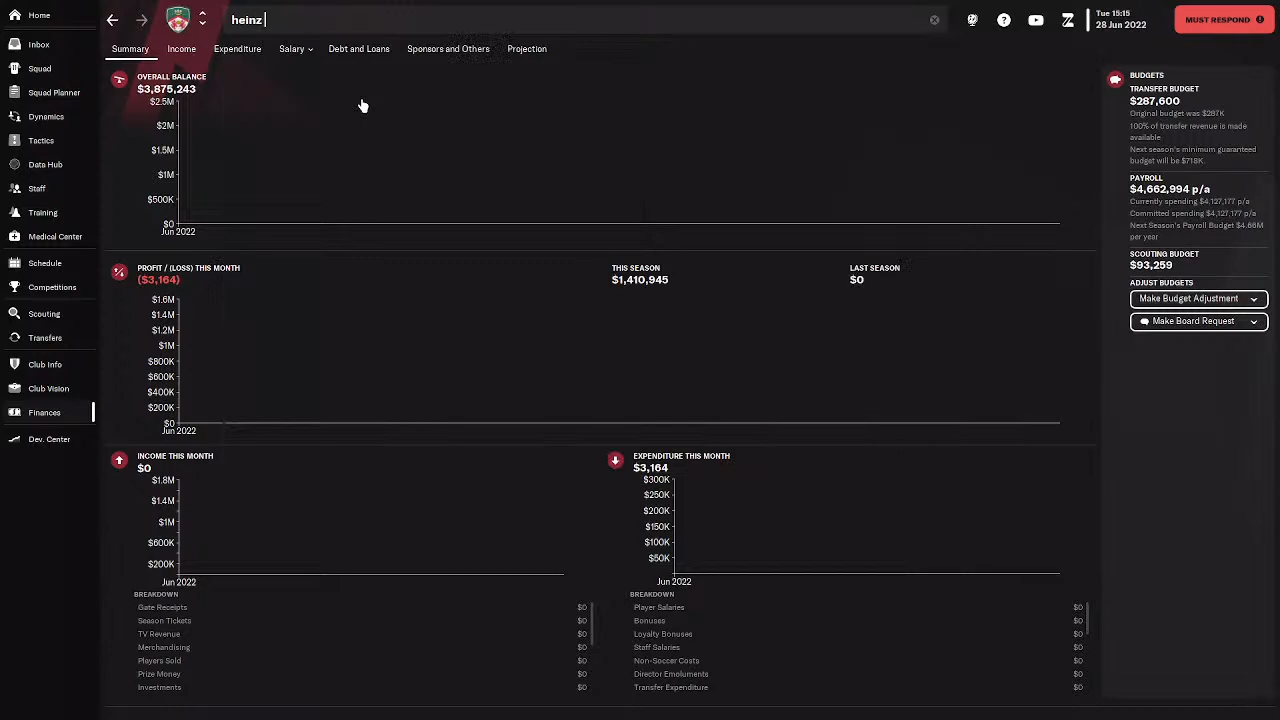 Home
heinz
Tue 15:15
28 Jun 2022
MUST RESPOND
Summary
Income
Expenditure
Salary
Debt and Loans
Sponsors and Others
Projection
Inbox
Squad
Squad Planner
Dynamics
Tactics
Data Hub
Staff
Training
Medical Center
Schedule
Competitions
Scouting
Transfers
Club Info
Club Vision
Finances
Dev. Center
OVERALL BALANCE
$3,875,243
$2.5M
$2M
$1.5M
$1M
$500K
$0
Jun 2022
PROFIT / (LOSS) THIS MONTH
($3,164)
THIS SEASON
$1,410,945
LAST SEASON
$0
$1.6M
$1.4M
$1.2M
$1M
$800K
$600K
$400K
$200K
$0
Jun 2022
INCOME THIS MONTH
$0
$1.8M
$1.4M
$1M
$600K
$200K
Jun 2022
BREAKDOWN
Gate Receipts $0
Season Tickets $0
TV Revenue $0
Merchandising $0
Players Sold $0
Prize Money $0
Investments $0
EXPENDITURE THIS MONTH
$3,164
$300K
$250K
$200K
$150K
$100K
$50K
Jun 2022
BREAKDOWN
Player Salaries $0
Bonuses $0
Loyalty Bonuses $0
Staff Salaries $0
Non-Soccer Costs $0
Director Emoluments $0
Transfer Expenditure $0
BUDGETS
TRANSFER BUDGET
$287,600
Original budget was $287K
100% of transfer revenue is made
available
Next season's minimum guaranteed
budget will be $718K.
PAYROLL
$4,662,994 p/a
Currently spending $4,127,177 p/a
Committed spending $4,127,177 p/a
Next Season's Payroll Budget $4.66M
per year
SCOUTING BUDGET
$93,259
ADJUST BUDGETS
Make Budget Adjustment
Make Board Request